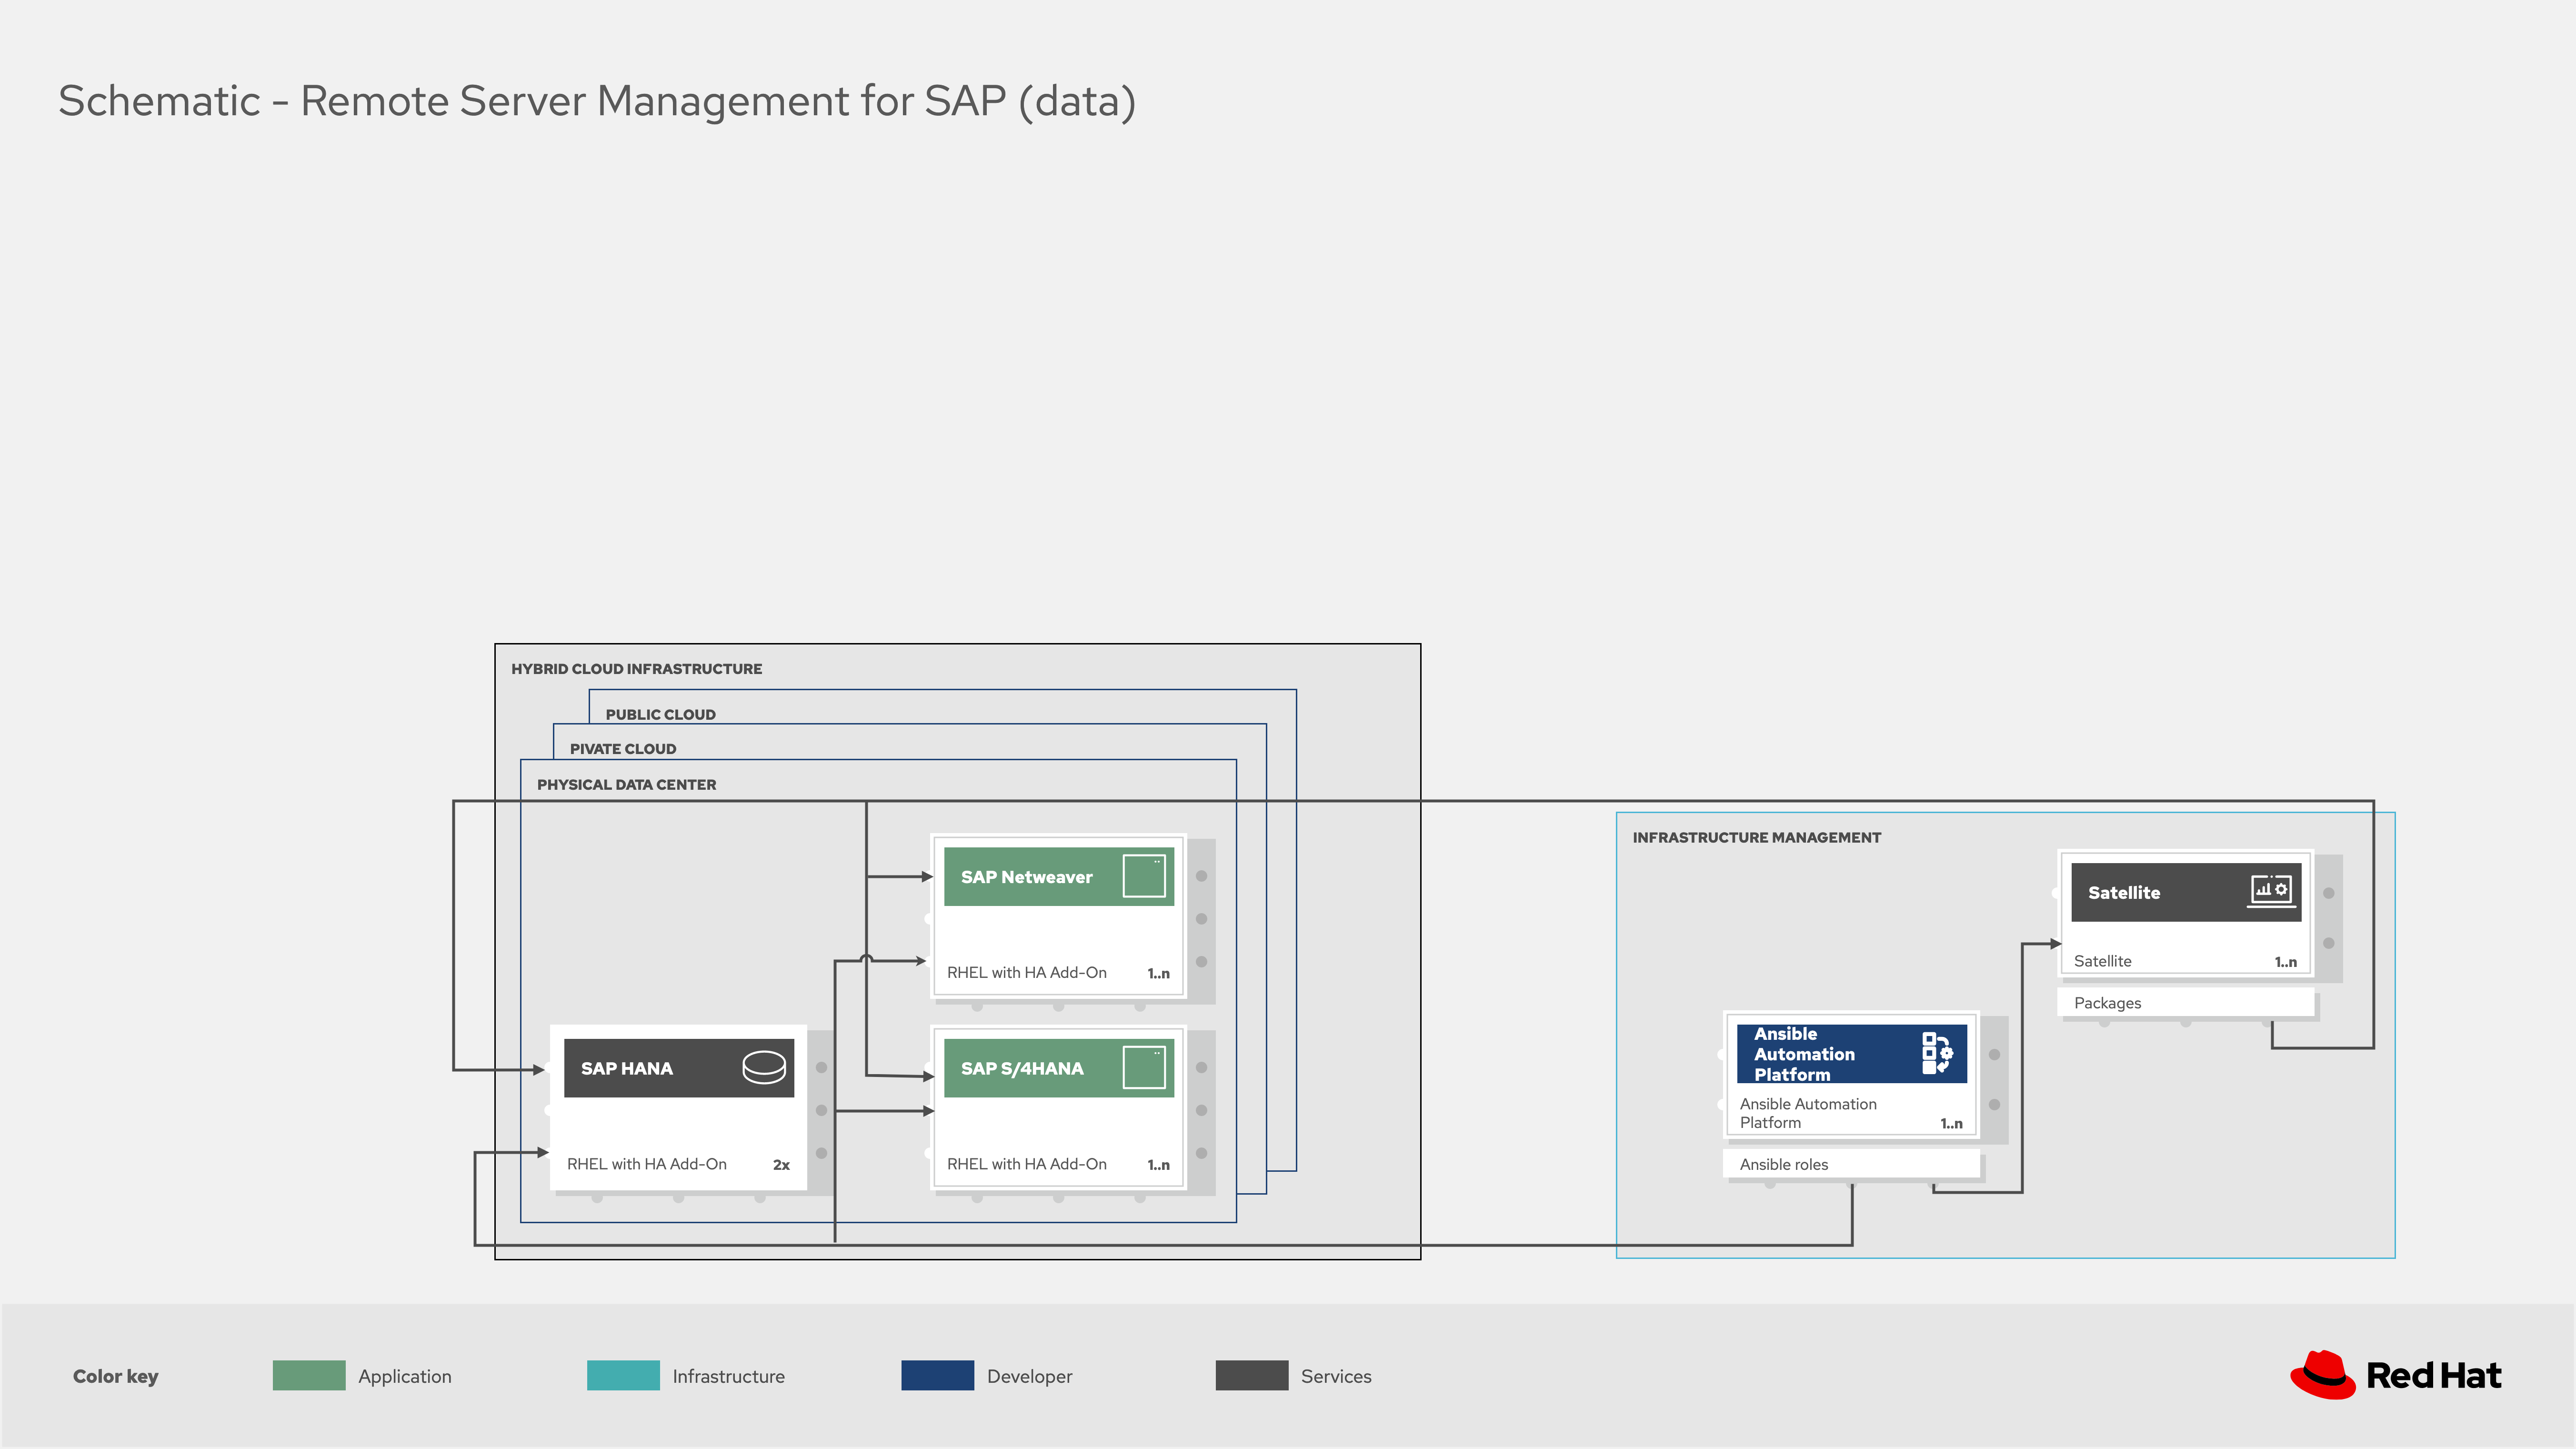 Schematic - Remote Server Management for SAP (data)
HYBRID CLOUD INFRASTRUCTURE
PUBLIC CLOUD
PIVATE CLOUD
PHYSICAL DATA CENTER
SAP Netweaver
RHEL with HA Add-On 1..n
SAP HANA
RHEL with HA Add-On 2x
SAP S/4HANA
RHEL with HA Add-On 1..n
INFRASTRUCTURE MANAGEMENT
Satellite
Satellite 1..n
Packages
Ansible
Automation
Platform
Ansible Automation
Platform 1..n
Ansible roles
Color key Application Infrastructure Developer Services
Red Hat